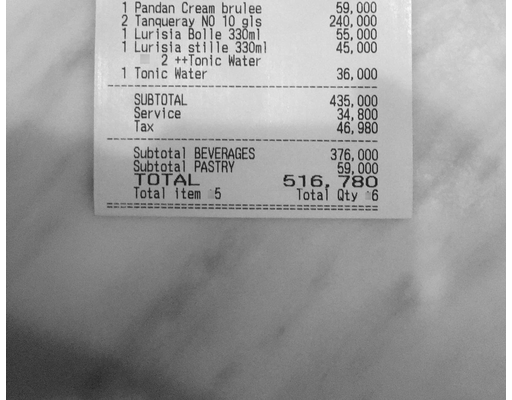 1 Pandan Cream brulee 59,000
2 Tanqueray NO 10 gls 240,000
1 Lurisia Bolle 330ml 55,000
1 Lurisia stille 330ml 45,000
2 ++Tonic Water
1 Tonic Water 36,000
SUBTOTAL 435,000
Service 34,800
Tax 46,980
Subtotal BEVERAGES 376,000
Subtotal PASTRY 59,000
TOTAL 516,780
Total item 5 Total Qty 6